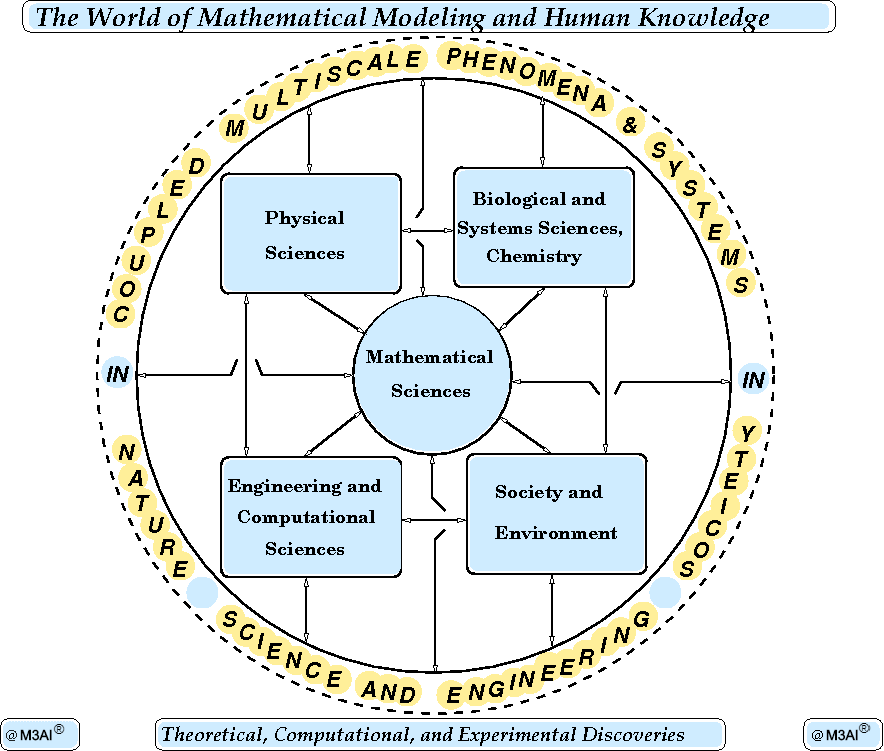 The World of Mathematical Modeling and Human Knowledge
COUPLED MULTISCALE PHENOMENA & SYSTEMS
Physical
Sciences
Biological and
Systems Sciences,
Chemistry
Mathematical
Sciences
IN
IN
Engineering and
Computational
Sciences
Society and
Environment
NATURE
SOCIETY
SCIENCE AND ENGINEERING
@M3AI®
Theoretical, Computational, and Experimental Discoveries
@M3AI®